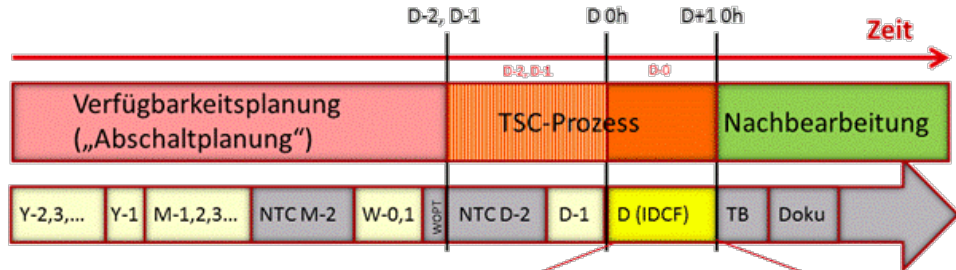 D-2, D-1 D 0h D+1 0h
Zeit
D-2, D-1 D-0
Verfügbarkeitsplanung
(„Abschaltplanung“)
TSC-Prozess
Nachbearbeitung
Y-2,3,... Y-1 M-1,2,3... NTC M-2 W-0,1 WOPT NTC D-2 D-1 D (IDCF) TB Doku